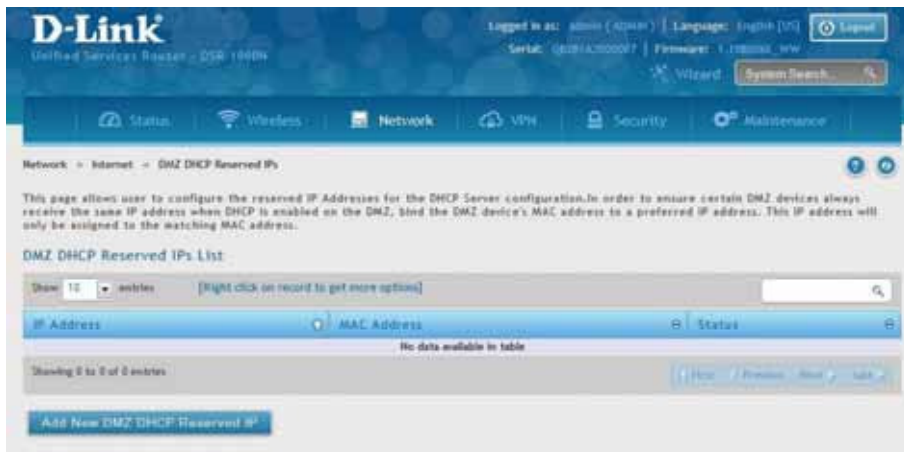 D-Link
Unified Services Router - DSR-1000N
Logged in as: admin ( ADMIN ) | Language: English [US]
Logout
Serial: | Firmware:
Wizard
System Search...
Status
Wireless
Network
VPN
Security
Maintenance
Network » Internet » DMZ DHCP Reserved IPs
This page allows user to configure the reserved IP Addresses for the DHCP Server configuration.In order to ensure certain DMZ devices always
receive the same IP address when DHCP is enabled on the DMZ, bind the DMZ device's MAC address to a preferred IP address. This IP address will
only be assigned to the matching MAC address.
DMZ DHCP Reserved IPs List
Show 10 entries
[Right click on record to get more options]
IP Address
MAC Address
Status
No data available in table
Showing 0 to 0 of 0 entries
First
Previous
Next
Last
Add New DMZ DHCP Reserved IP